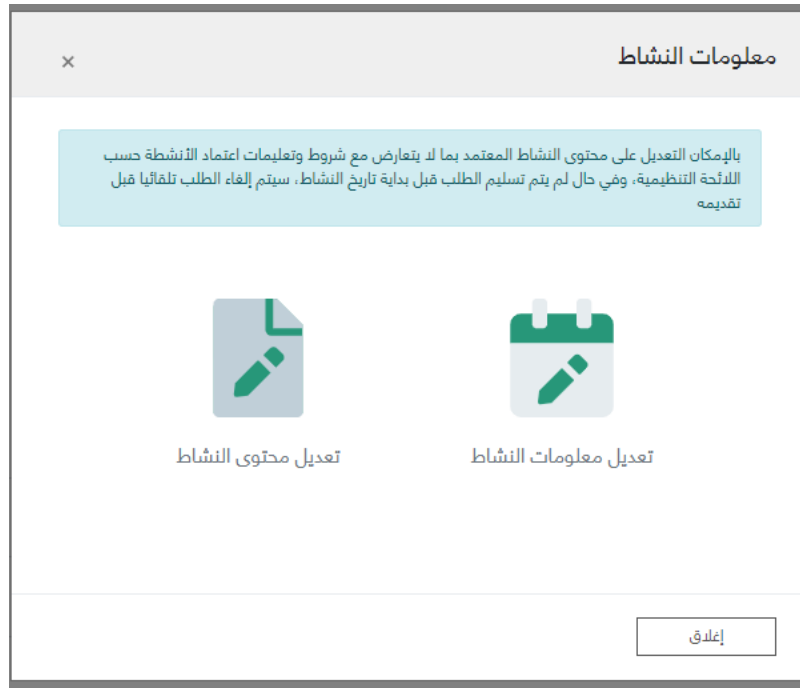 معلومات النشاط
×
بالإمكان التعديل على محتوى النشاط المعتمد بما لا يتعارض مع شروط وتعليمات اعتماد الأنشطة حسب
اللائحة التنظيمية، وفي حال لم يتم تسليم الطلب قبل بداية تاريخ النشاط، سيتم إلغاء الطلب تلقائيا قبل
تقديمه
تعديل معلومات النشاط
تعديل محتوى النشاط
إغلاق